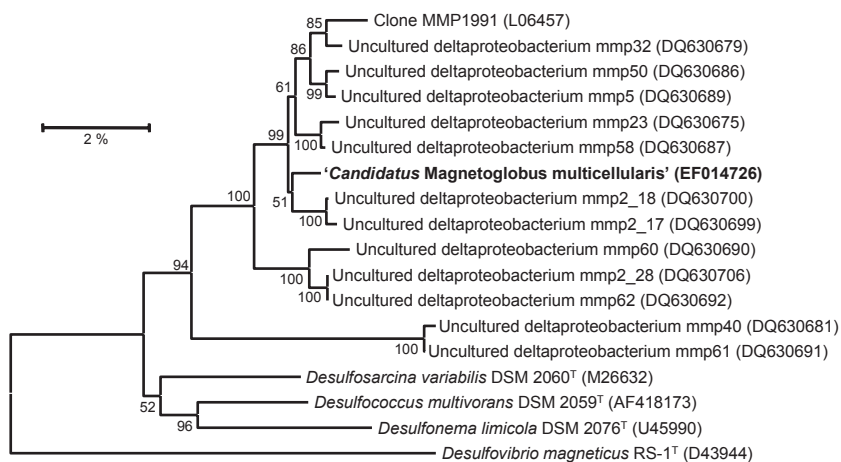 85
Clone MMP1991 (L06457)
Uncultured deltaproteobacterium mmp32 (DQ630679)
86
Uncultured deltaproteobacterium mmp50 (DQ630686)
99
Uncultured deltaproteobacterium mmp5 (DQ630689)
61
Uncultured deltaproteobacterium mmp23 (DQ630675)
2 %
99
100
Uncultured deltaproteobacterium mmp58 (DQ630687)
'Candidatus Magnetoglobus multicellularis' (EF014726)
100
51
Uncultured deltaproteobacterium mmp2_18 (DQ630700)
100
Uncultured deltaproteobacterium mmp2_17 (DQ630699)
Uncultured deltaproteobacterium mmp60 (DQ630690)
94
100
Uncultured deltaproteobacterium mmp2_28 (DQ630706)
100
Uncultured deltaproteobacterium mmp62 (DQ630692)
Uncultured deltaproteobacterium mmp40 (DQ630681)
100
Uncultured deltaproteobacterium mmp61 (DQ630691)
Desulfosarcina variabilis DSM 2060ᵀ (M26632)
52
Desulfococcus multivorans DSM 2059ᵀ (AF418173)
96
Desulfonema limicola DSM 2076ᵀ (U45990)
Desulfovibrio magneticus RS-1ᵀ (D43944)